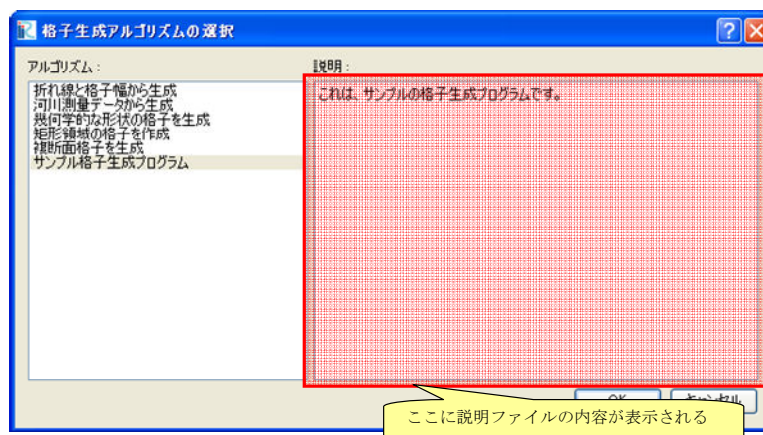 格子生成アルゴリズムの選択
アルゴリズム:
説明:
折れ線と格子幅から生成
河川測量データから生成
幾何学的な形状の格子を生成
矩形領域の格子を作成
複断面格子を生成
サンプル格子生成プログラム
これは、サンプルの格子生成プログラムです。
OK
キャンセル
ここに説明ファイルの内容が表示される